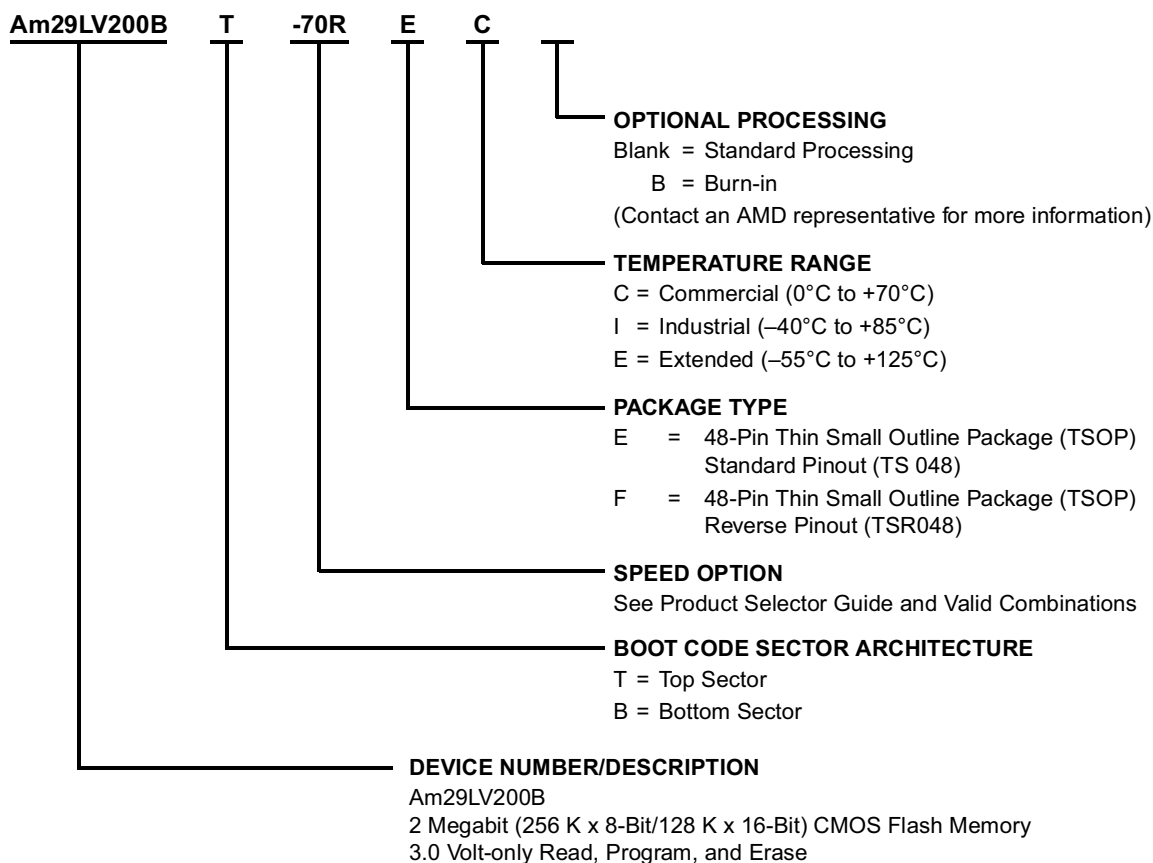 Am29LV200B T -70R E C
OPTIONAL PROCESSING
Blank = Standard Processing
B = Burn-in
(Contact an AMD representative for more information)
TEMPERATURE RANGE
C = Commercial (0°C to +70°C)
I = Industrial (–40°C to +85°C)
E = Extended (–55°C to +125°C)
PACKAGE TYPE
E = 48-Pin Thin Small Outline Package (TSOP)
Standard Pinout (TS 048)
F = 48-Pin Thin Small Outline Package (TSOP)
Reverse Pinout (TSR048)
SPEED OPTION
See Product Selector Guide and Valid Combinations
BOOT CODE SECTOR ARCHITECTURE
T = Top Sector
B = Bottom Sector
DEVICE NUMBER/DESCRIPTION
Am29LV200B
2 Megabit (256 K x 8-Bit/128 K x 16-Bit) CMOS Flash Memory
3.0 Volt-only Read, Program, and Erase